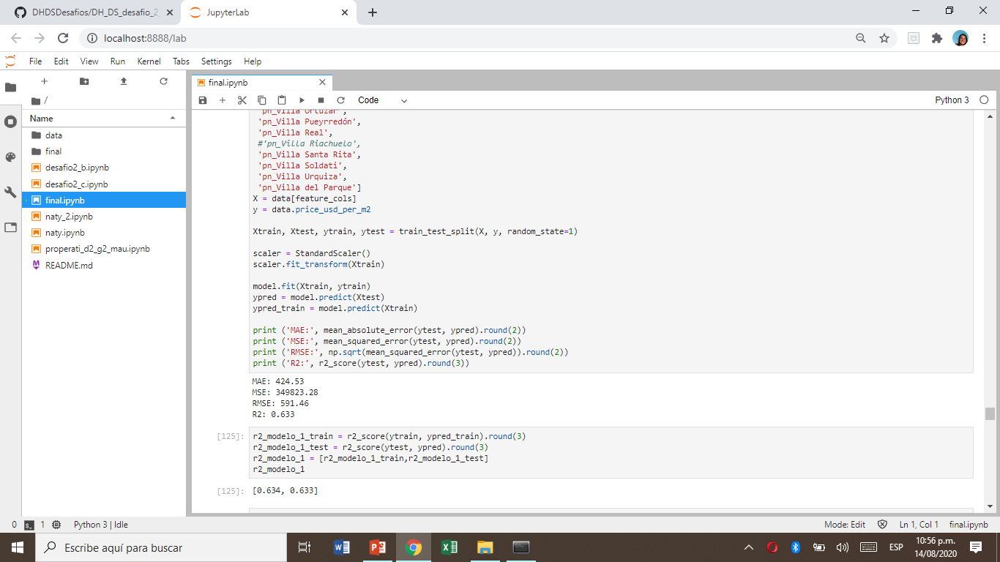 DHDSDesafios/DH_DS_desafio_2
JupyterLab
localhost:8888/lab
File Edit View Run Kernel Tabs Settings Help
final.ipynb
/
Code
Python 3
Name
data
final
desafio2_b.ipynb
desafio2_c.ipynb
final.ipynb
naty_2.ipynb
naty.ipynb
properati_d2_g2_mau.ipynb
README.md
'pn_Villa Ortúzar',
'pn_Villa Pueyrredón',
'pn_Villa Real',
#'pn_Villa Riachuelo',
'pn_Villa Santa Rita',
'pn_Villa Soldati',
'pn_Villa Urquiza',
'pn_Villa del Parque']
X = data[feature_cols]
y = data.price_usd_per_m2
Xtrain, Xtest, ytrain, ytest = train_test_split(X, y, random_state=1)
scaler = StandardScaler()
scaler.fit_transform(Xtrain)
model.fit(Xtrain, ytrain)
ypred = model.predict(Xtest)
ypred_train = model.predict(Xtrain)
print ('MAE:', mean_absolute_error(ytest, ypred).round(2))
print ('MSE:', mean_squared_error(ytest, ypred).round(2))
print ('RMSE:', np.sqrt(mean_squared_error(ytest, ypred)).round(2))
print ('R2:', r2_score(ytest, ypred).round(3))
MAE: 424.53
MSE: 349823.28
RMSE: 591.46
R2: 0.633
[125]:
r2_modelo_1_train = r2_score(ytrain, ypred_train).round(3)
r2_modelo_1_test = r2_score(ytest, ypred).round(3)
r2_modelo_1 = [r2_modelo_1_train,r2_modelo_1_test]
r2_modelo_1
[125]: [0.634, 0.633]
0 1 Python 3 | Idle
Mode: Edit Ln 1, Col 1 final.ipynb
Escribe aquí para buscar
ESP
10:56 p.m.
14/08/2020